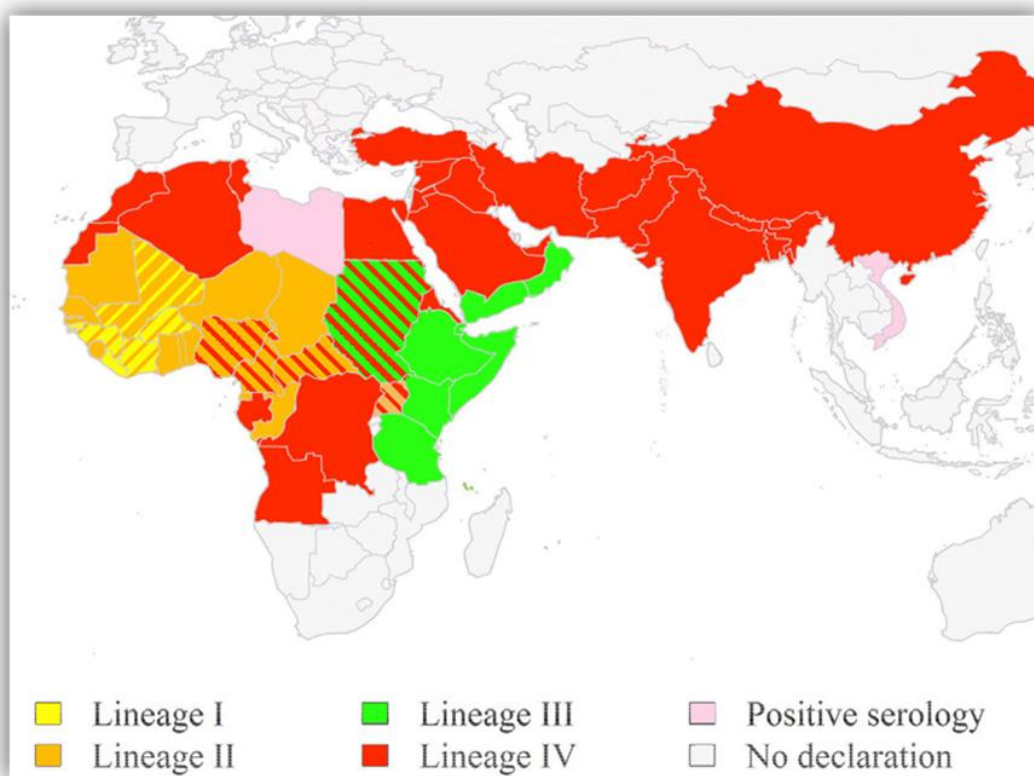 Lineage I
Lineage II
Lineage III
Lineage IV
Positive serology
No declaration